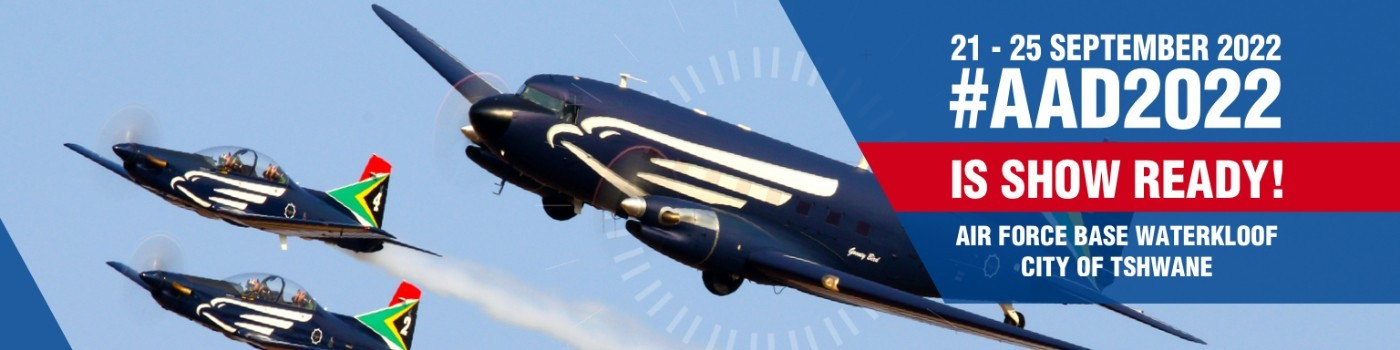 21 - 25 SEPTEMBER 2022
#AAD2022
IS SHOW READY!
AIR FORCE BASE WATERKLOOF
CITY OF TSHWANE
4
2